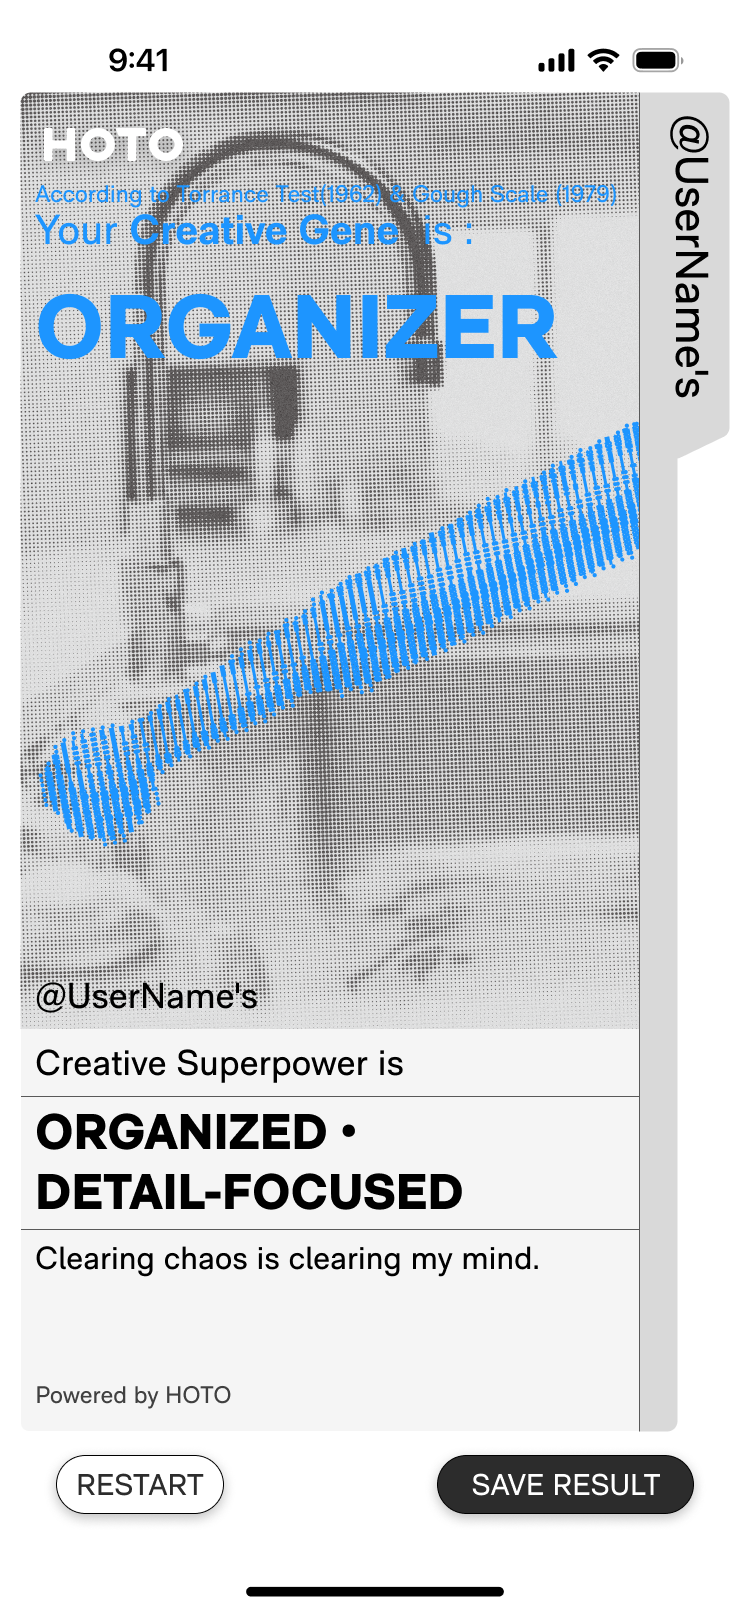 9:41
HOTO
According to Torrance Test(1962) & Gough Scale (1979)
Your Creative Gene is :
ORGANIZER
@UserName's
@UserName's
Creative Superpower is
ORGANIZED •
DETAIL-FOCUSED
Clearing chaos is clearing my mind.
Powered by HOTO
RESTART
SAVE RESULT